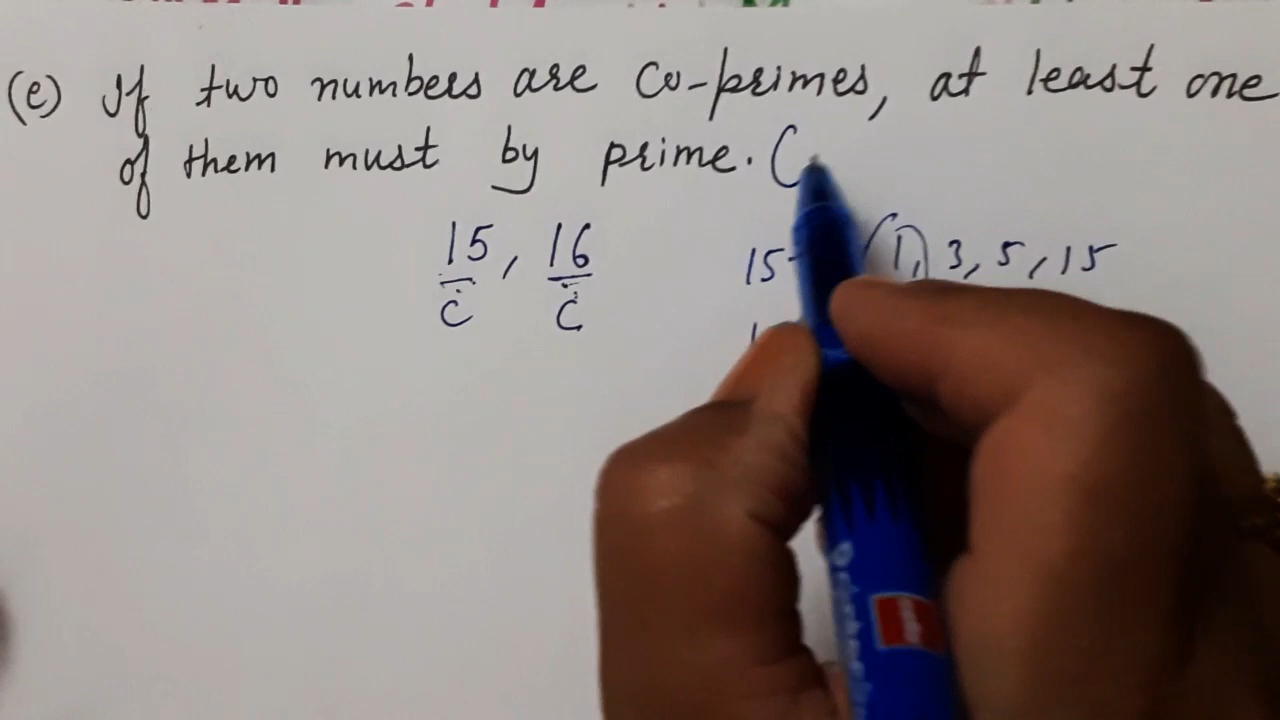 (e) If two numbers are co-primes, at least one
of them must by prime. (
15, 16
C C
15 (1, 3, 5, 15